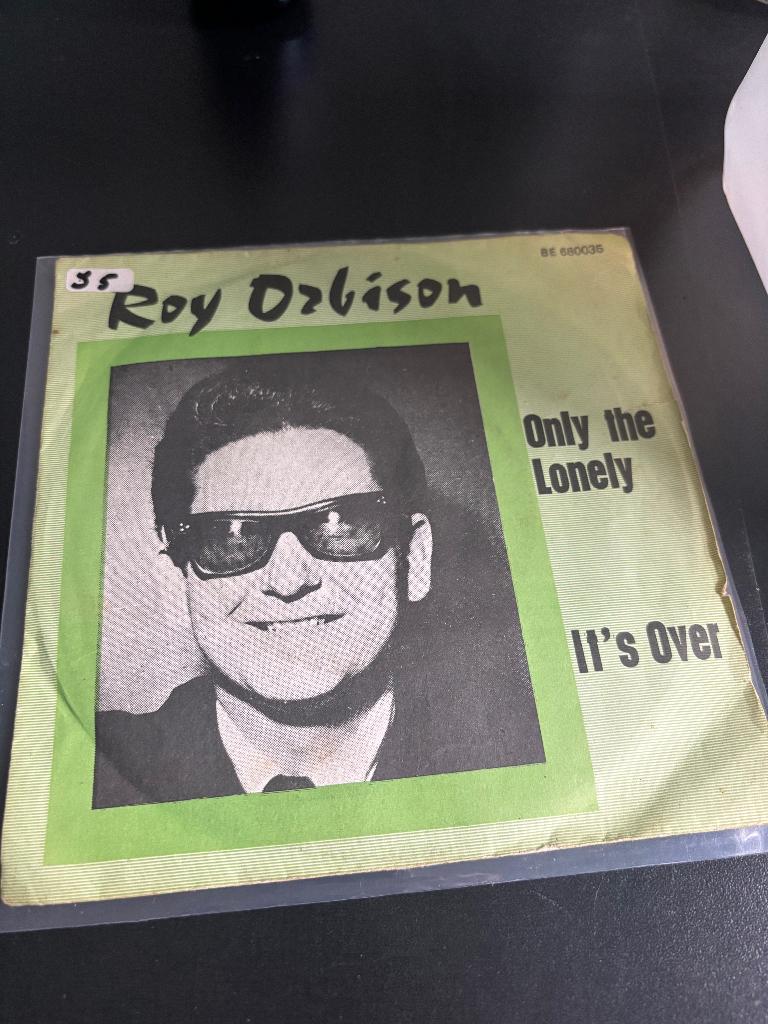 35
Roy Orbison
BE 680035
Only the
Lonely
It's Over